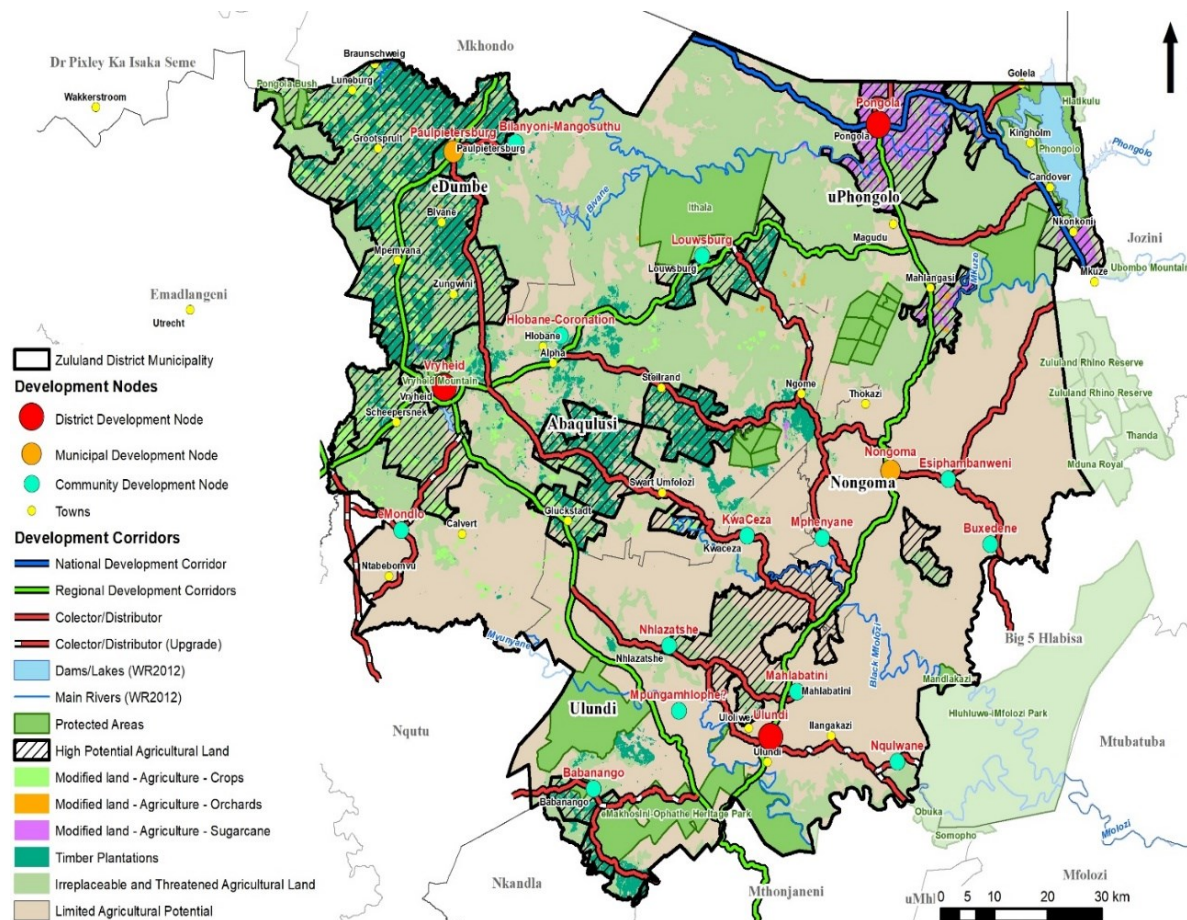 Dr Pixley Ka Isaka Seme
Wakkerstroom
Mkhondo
Braunschweig
Luneburg
Pongola Bush
Grootspruit
Paulpietersburg
Paulpietersburg
Bilanyoni-Mangosuthu
eDumbe
Bivane
Bivane
Mpemvana
Zungwini
Emadlangeni
Utrecht
Golela
Hlatikulu
Pongola
Pongola
Kingholm
Phongolo
Phongolo
Candover
uPhongolo
Ithala
Magudu
Nkonkoni
Jozini
Louwsburg
Louwsburg
Mkuze
Mahlangasi
Ubombo Mountain
Mkuze
Hlobane-Coronation
Hlobane
Alpha
Vryheid
Vryheid Mountain
Vryheid
Scheepersnek
Steilrand
Ngome
Thokazi
Zululand Rhino Reserve
Zululand Rhino Reserve
Thanda
Mduna Royal
Abaqulusi
Nongoma
Nongoma
Esiphambanweni
Swart Umfolozi
eMondlo
Calvert
Gluckstadt
KwaCeza
Kwaceza
Mphenyane
Buxedene
Ntabebomvu
Mvunyane
Nhlazatshe
Nhlazatshe
Black Mfolozi
Big 5 Hlabisa
Mandlakazi
Mahlabatini
Mahlabatini
Hluhluwe-iMfolozi Park
Mpungamhlophe?
Ulundi
Ululiwe
Ulundi
Ulundi
Ilangakazi
Nqulwane
Nqutu
Mtubatuba
Babanango
Babanango
eMakhosini-Ophathe Heritage Park
Obuka
Somopho
Mfolozi
Nkandla
Mthonjaneni
uMhl
Mfolozi
0 5 10 20 30 km
Zululand District Municipality
Development Nodes
District Development Node
Municipal Development Node
Community Development Node
Towns
Development Corridors
National Development Corridor
Regional Development Corridors
Colector/Distributor
Colector/Distributor (Upgrade)
Dams/Lakes (WR2012)
Main Rivers (WR2012)
Protected Areas
High Potential Agricultural Land
Modified land - Agriculture - Crops
Modified land - Agriculture - Orchards
Modified land - Agriculture - Sugarcane
Timber Plantations
Irreplaceable and Threatened Agricultural Land
Limited Agricultural Potential